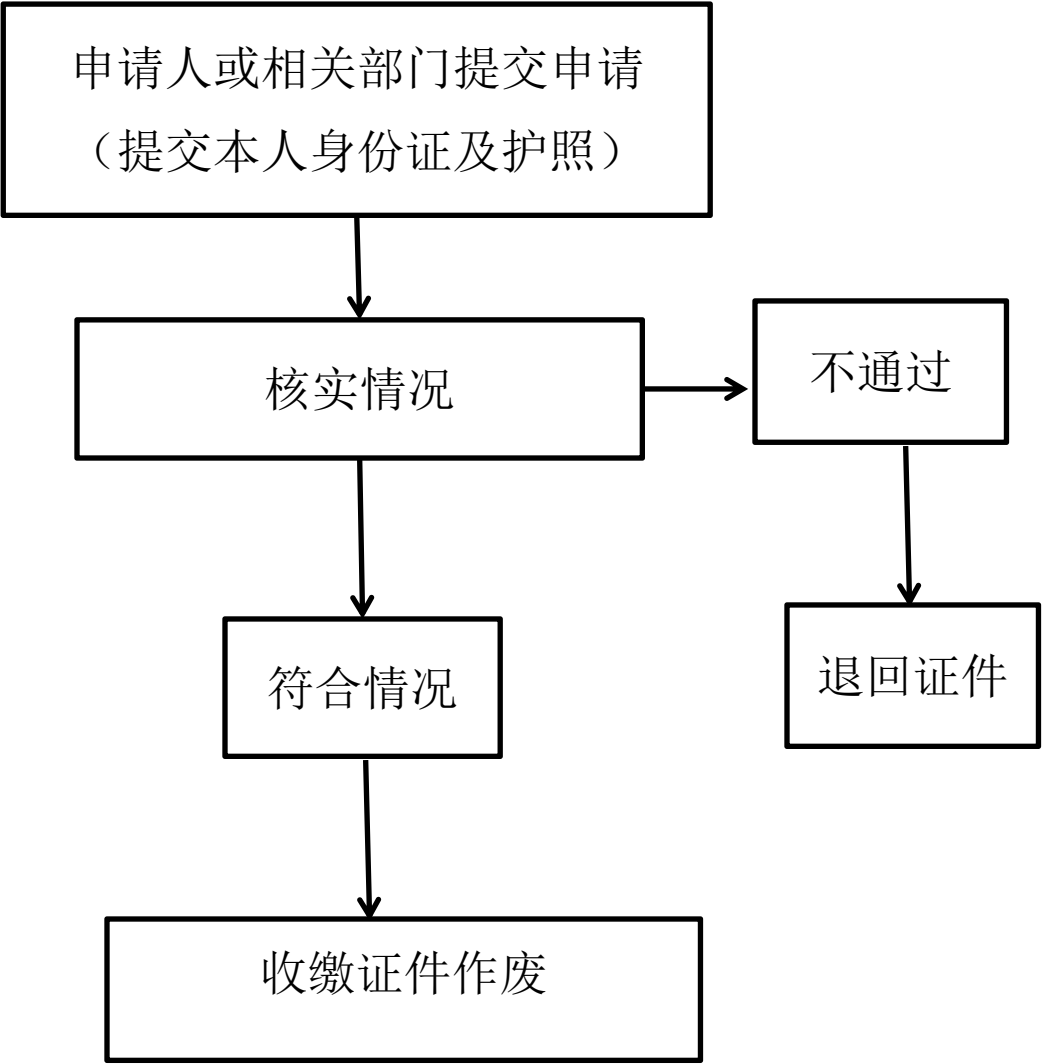 申请人或相关部门提交申请
（提交本人身份证及护照）
核实情况
不通过
符合情况
退回证件
收缴证件作废